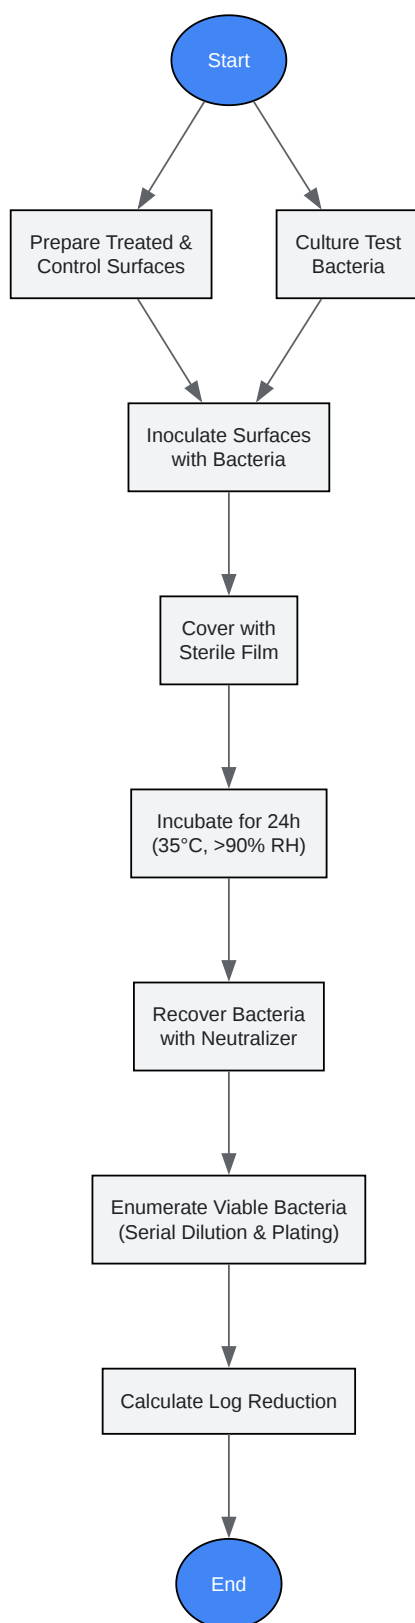 Start
Prepare Treated &
Control Surfaces
Culture Test
Bacteria
Inoculate Surfaces
with Bacteria
Cover with
Sterile Film
Incubate for 24h
(35°C, >90% RH)
Recover Bacteria
with Neutralizer
Enumerate Viable Bacteria
(Serial Dilution & Plating)
Calculate Log Reduction
End